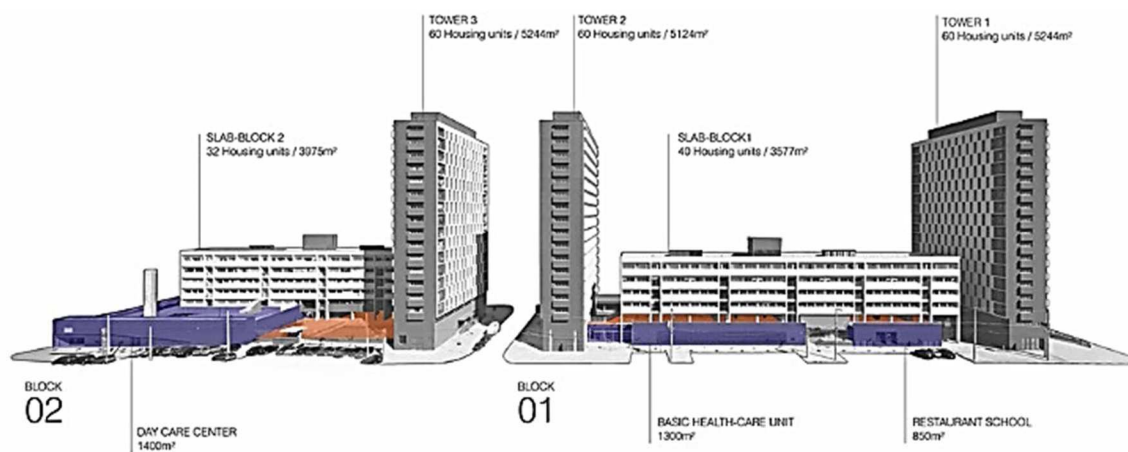 TOWER 3
60 Housing units / 5244m²
TOWER 2
60 Housing units / 5124m²
TOWER 1
60 Housing units / 5244m²
SLAB-BLOCK 2
32 Housing units / 3975m²
SLAB-BLOCK1
40 Housing units / 3577m²
BLOCK
02
BLOCK
01
DAY CARE CENTER
1400m²
BASIC HEALTH-CARE UNIT
1300m²
RESTAURANT SCHOOL
850m²